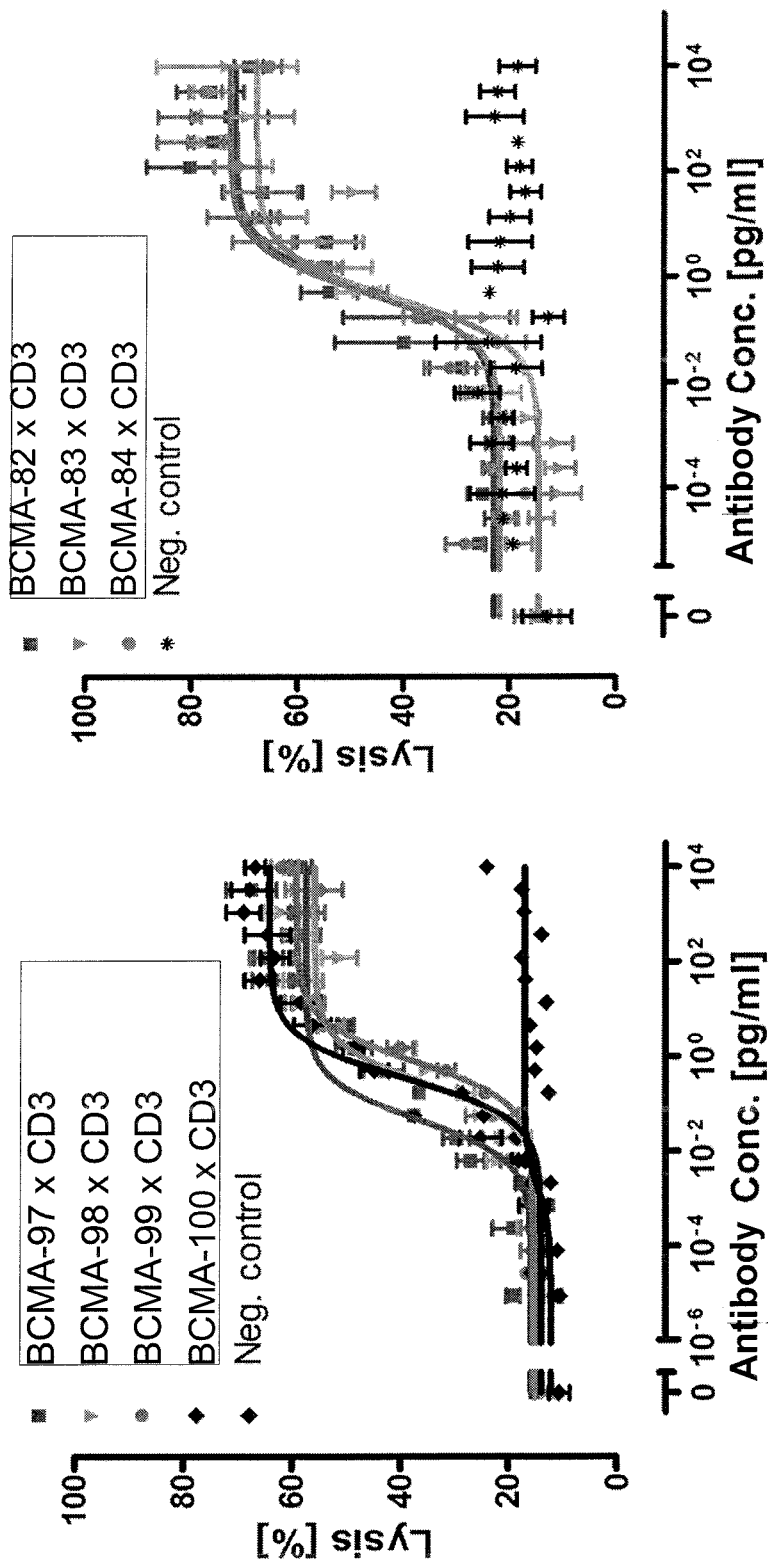 BCMA-97 x CD3
BCMA-98 x CD3
BCMA-99 x CD3
BCMA-100 x CD3
Neg. control
Lysis [%]
100
80
60
40
20
0
0 10-6 10-4 10-2 100 102 104
Antibody Conc. [pg/ml]
BCMA-82 x CD3
BCMA-83 x CD3
BCMA-84 x CD3
Neg. control
Lysis [%]
100
80
60
40
20
0
0 10-4 10-2 100 102 104
Antibody Conc. [pg/ml]